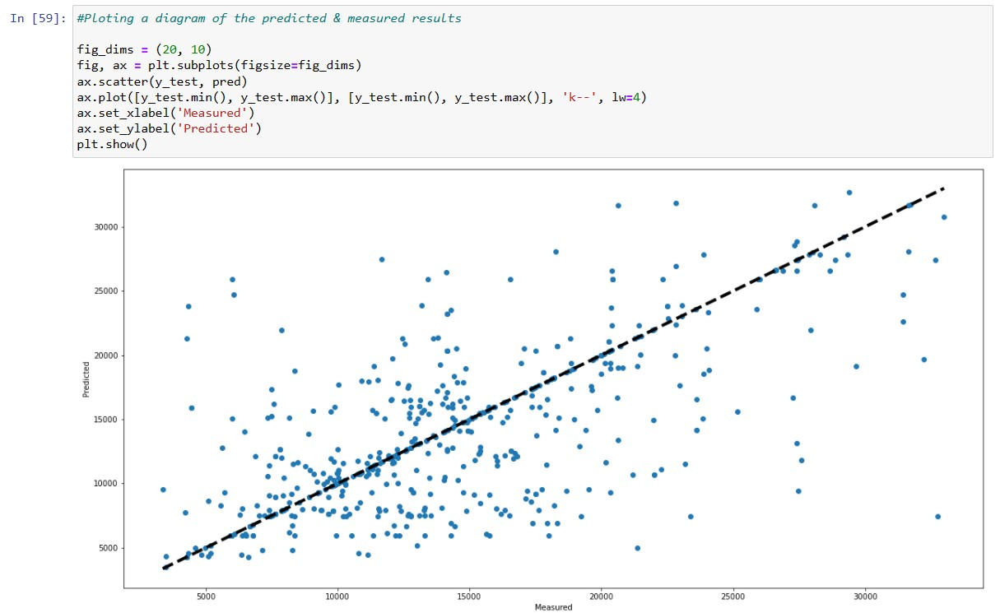 In [59]: #Ploting a diagram of the predicted & measured results
fig_dims = (20, 10)
fig, ax = plt.subplots(figsize=fig_dims)
ax.scatter(y_test, pred)
ax.plot([y_test.min(), y_test.max()], [y_test.min(), y_test.max()], 'k--', lw=4)
ax.set_xlabel('Measured')
ax.set_ylabel('Predicted')
plt.show()
30000
25000
20000
15000
10000
5000
Predicted
5000 10000 15000 20000 25000 30000
Measured